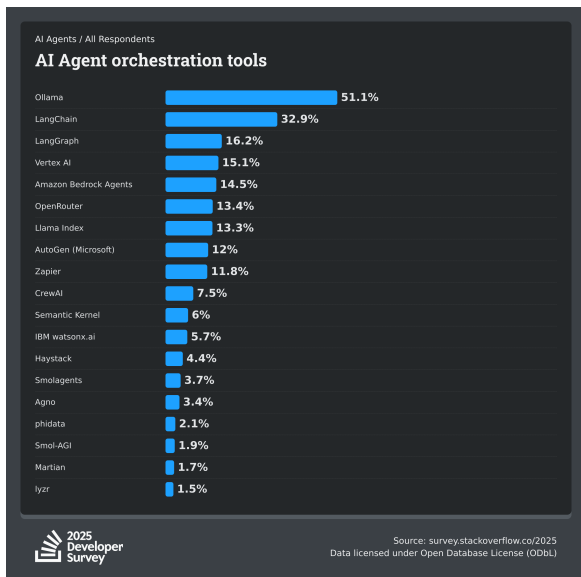 AI Agents / All Respondents
AI Agent orchestration tools
Ollama 51.1%
LangChain 32.9%
LangGraph 16.2%
Vertex AI 15.1%
Amazon Bedrock Agents 14.5%
OpenRouter 13.4%
Llama Index 13.3%
AutoGen (Microsoft) 12%
Zapier 11.8%
CrewAI 7.5%
Semantic Kernel 6%
IBM watsonx.ai 5.7%
Haystack 4.4%
Smolagents 3.7%
Agno 3.4%
phidata 2.1%
Smol-AGI 1.9%
Martian 1.7%
lyzr 1.5%
2025
Developer
Survey
Source: survey.stackoverflow.co/2025
Data licensed under Open Database License (ODbL)